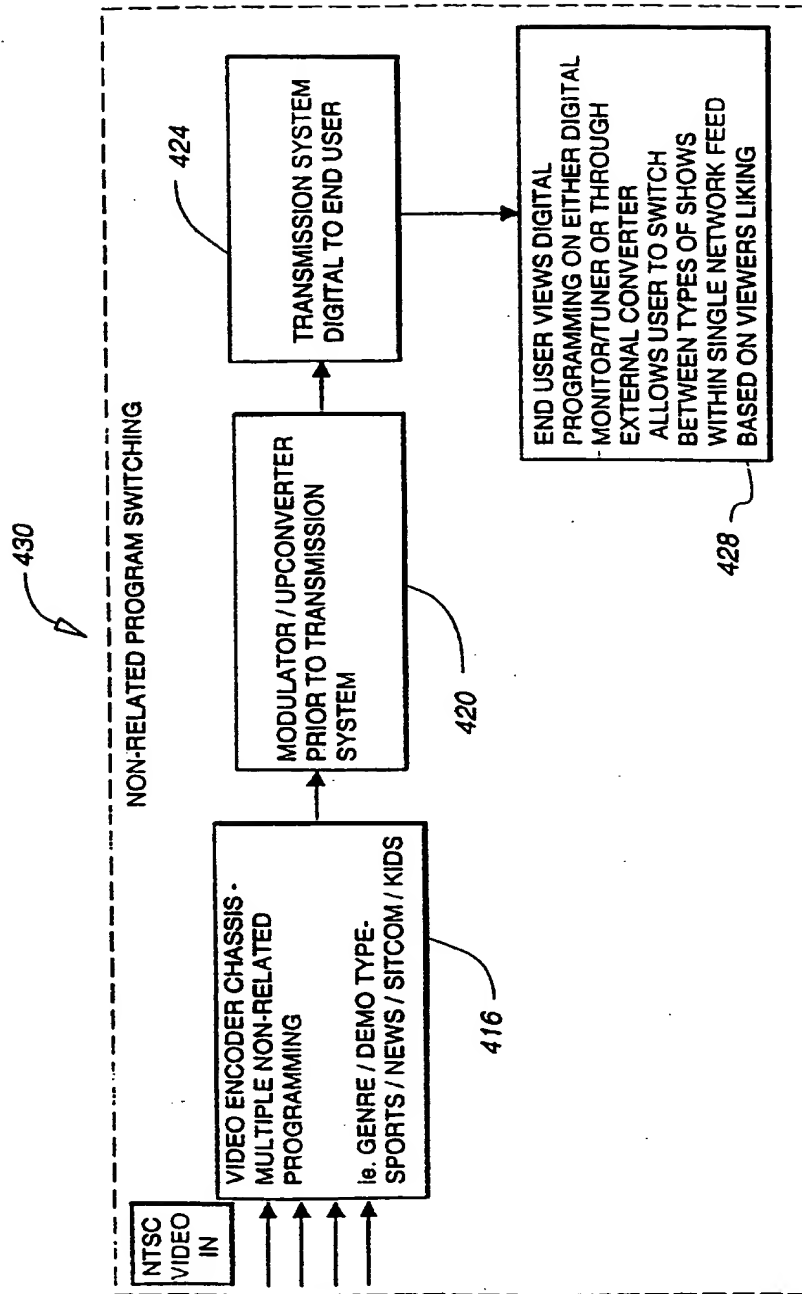 430
NON-RELATED PROGRAM SWITCHING
NTSC
VIDEO
IN
VIDEO ENCODER CHASSIS -
MULTIPLE NON-RELATED
PROGRAMMING
ie. GENRE / DEMO TYPE-
SPORTS / NEWS / SITCOM / KIDS
416
MODULATOR / UPCONVERTER
PRIOR TO TRANSMISSION
SYSTEM
420
TRANSMISSION SYSTEM
DIGITAL TO END USER
424
END USER VIEWS DIGITAL
PROGRAMMING ON EITHER DIGITAL
MONITOR/TUNER OR THROUGH
EXTERNAL CONVERTER
ALLOWS USER TO SWITCH
BETWEEN TYPES OF SHOWS
WITHIN SINGLE NETWORK FEED
BASED ON VIEWERS LIKING
428